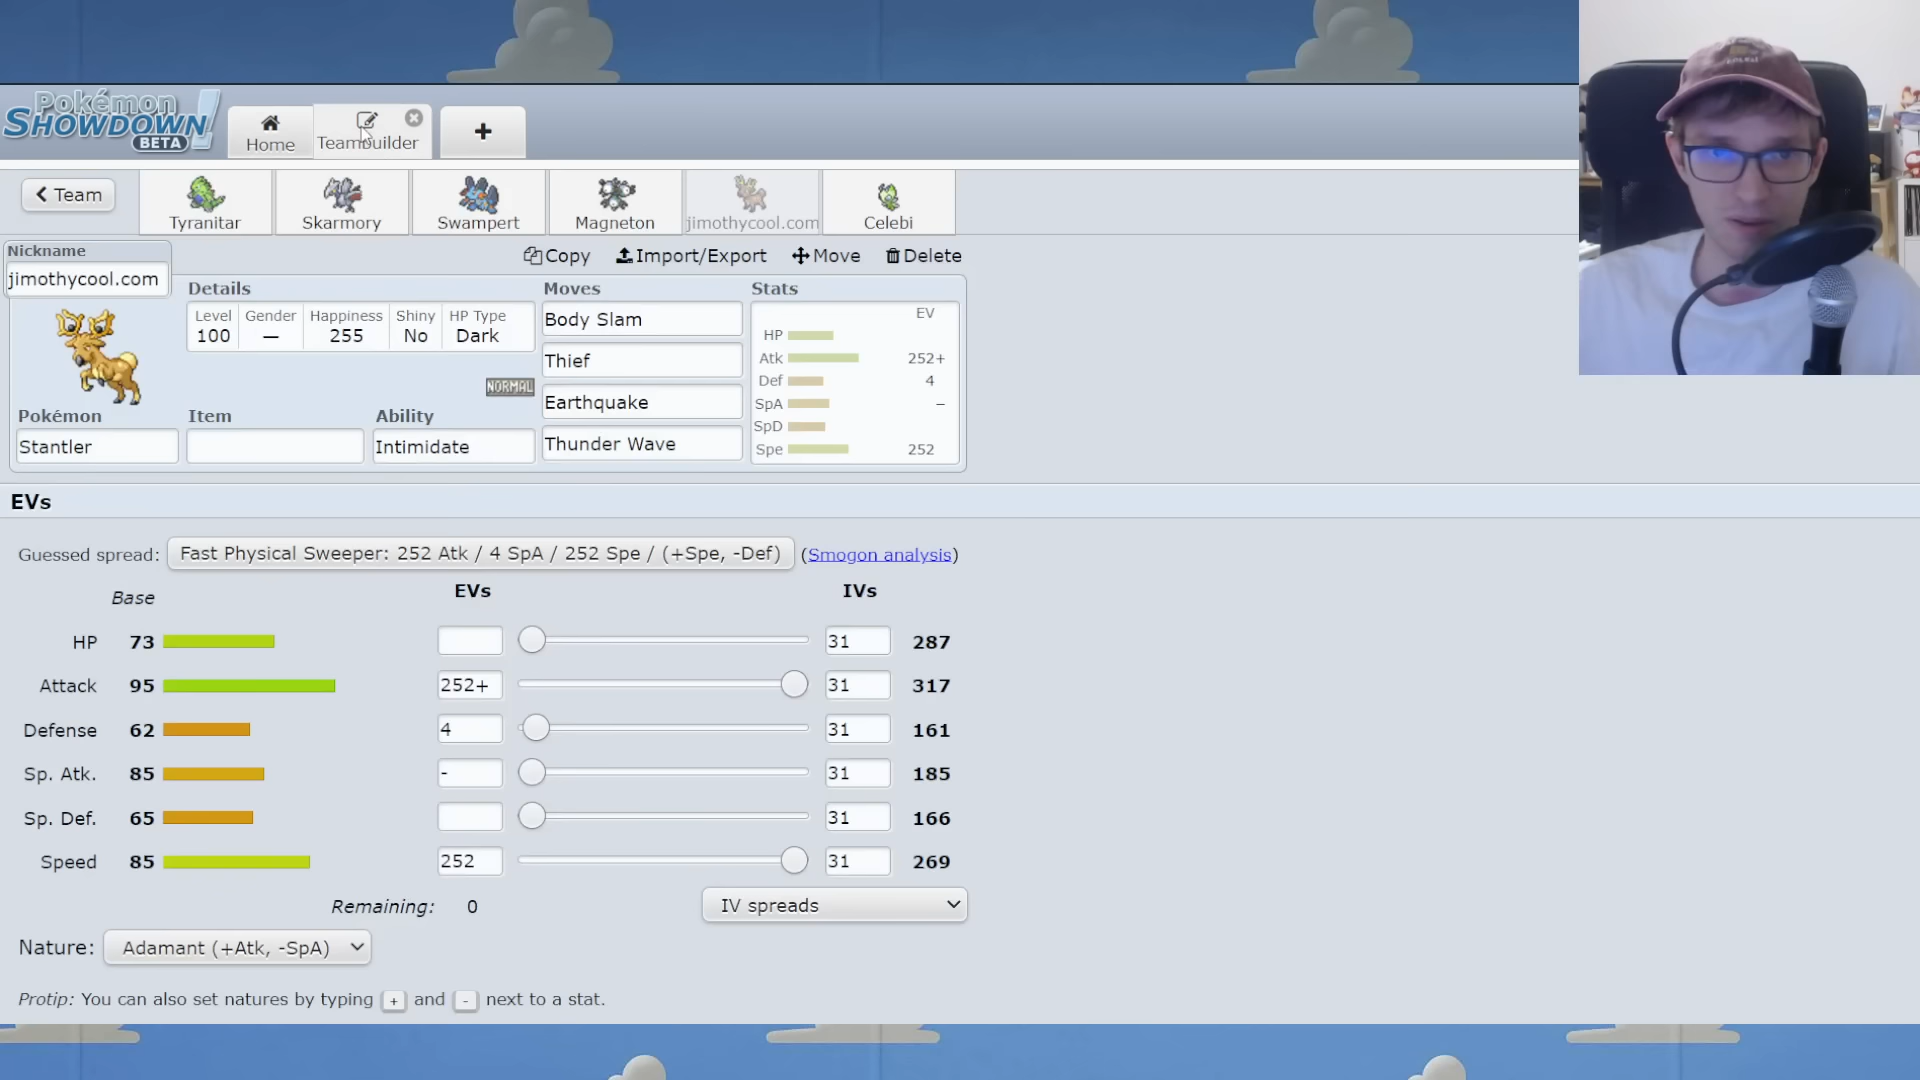 Pokémon
SHOWDOWN!
BETA
Home
Teambuilder
+
Team
Tyranitar
Skarmory
Swampert
Magneton
jimothycool.com
Celebi
Nickname
jimothycool.com
Copy
Import/Export
Move
Delete
Details
Level
Gender
Happiness
Shiny
HP Type
100
—
255
No
Dark
NORMAL
Pokémon
Item
Ability
Stantler
Intimidate
Moves
Body Slam
Thief
Earthquake
Thunder Wave
Stats
EV
HP
Atk 252+
Def 4
SpA –
SpD
Spe 252
EVs
Guessed spread: Fast Physical Sweeper: 252 Atk / 4 SpA / 252 Spe / (+Spe, -Def) (Smogon analysis)
Base EVs IVs
HP 73 31 287
Attack 95 252+ 31 317
Defense 62 4 31 161
Sp. Atk. 85 - 31 185
Sp. Def. 65 31 166
Speed 85 252 31 269
Remaining: 0 IV spreads
Nature: Adamant (+Atk, -SpA)
Protip: You can also set natures by typing + and - next to a stat.